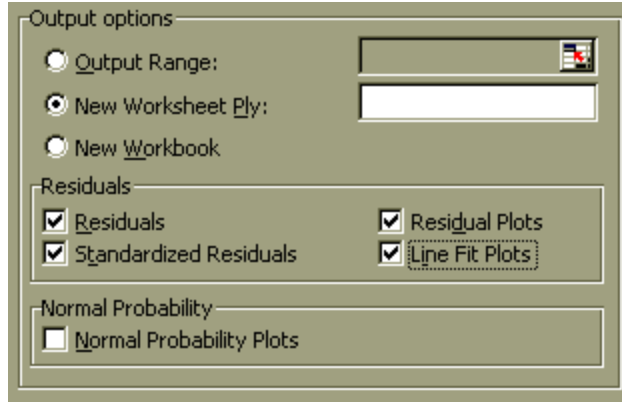 Output options
Output Range:
New Worksheet Ply:
New Workbook
Residuals
Residuals Residual Plots
Standardized Residuals Line Fit Plots
Normal Probability
Normal Probability Plots